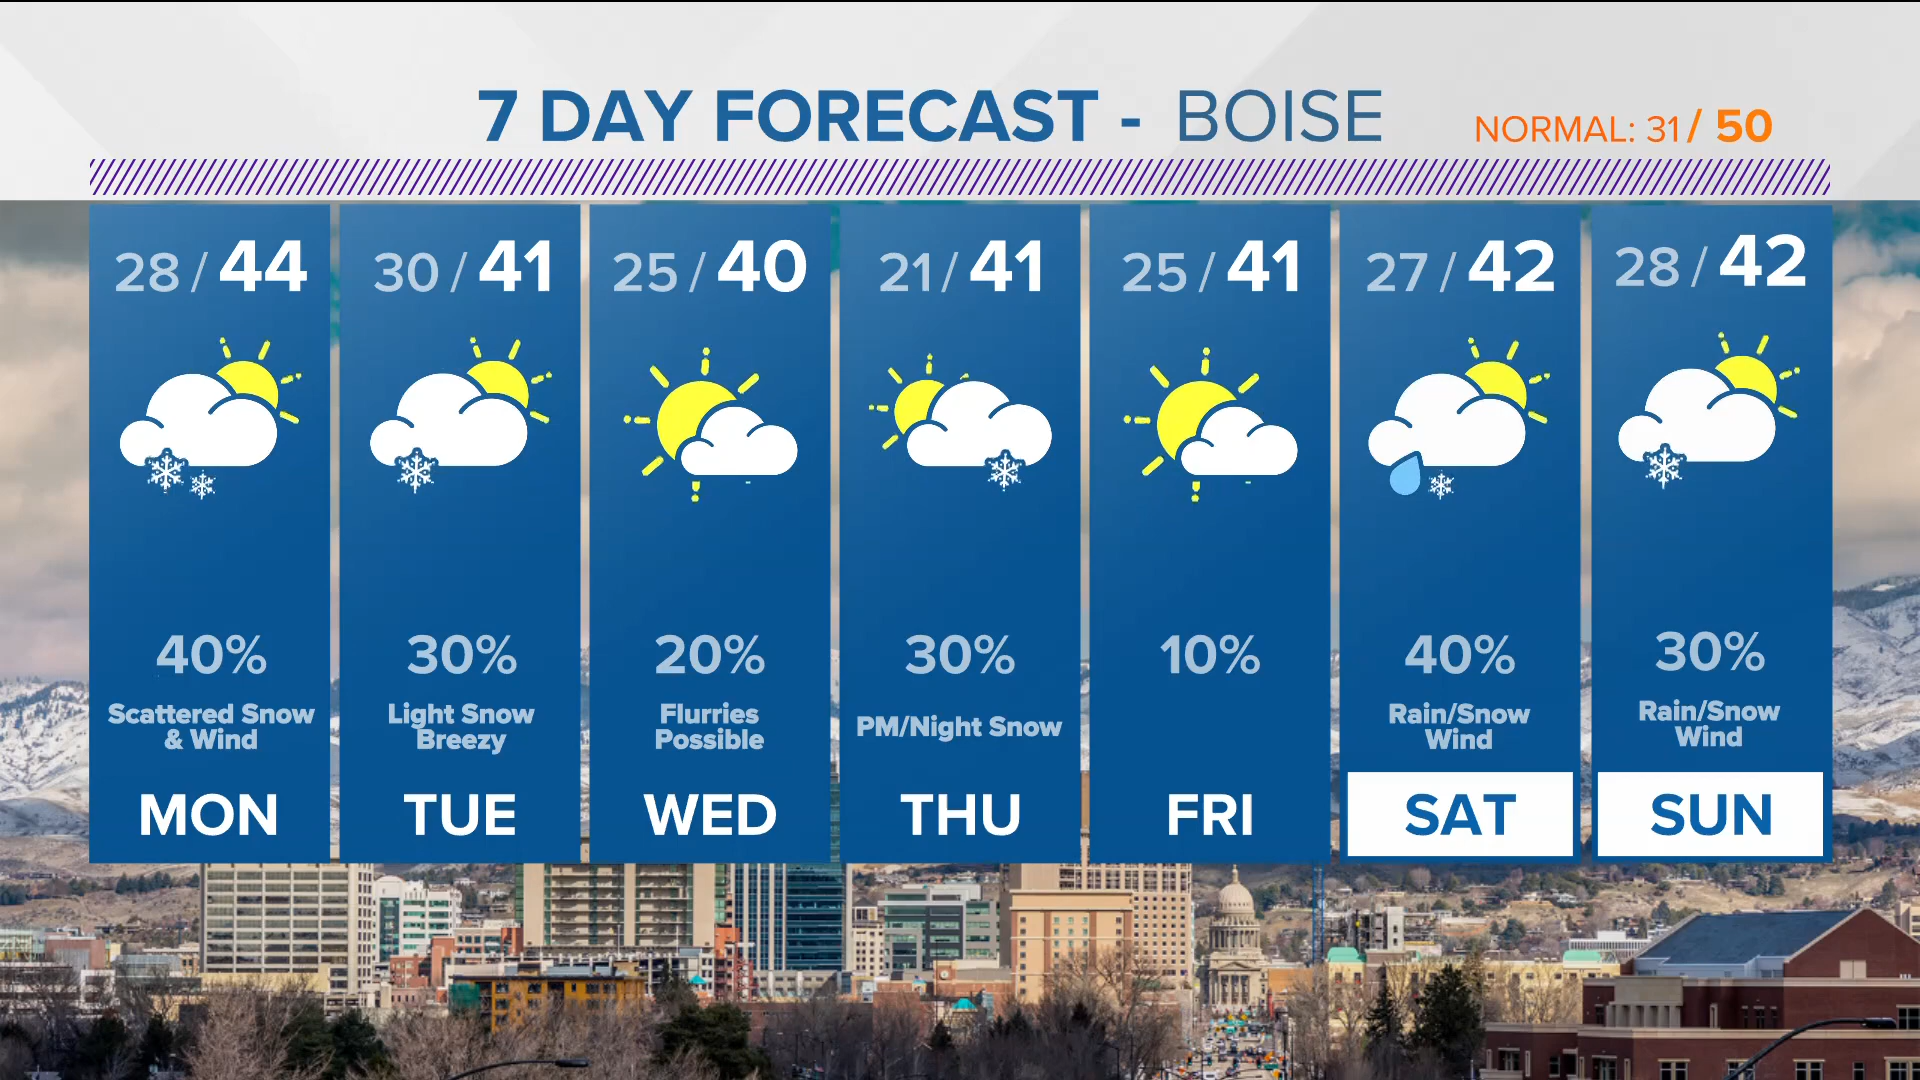 7 DAY FORECAST - BOISE NORMAL: 31 / 50
28 / 44
30 / 41
25 / 40
21 / 41
25 / 41
27 / 42
28 / 42
40%
30%
20%
30%
10%
40%
30%
Scattered Snow
& Wind
Light Snow
Breezy
Flurries
Possible
PM/Night Snow
Rain/Snow
Wind
Rain/Snow
Wind
MON
TUE
WED
THU
FRI
SAT
SUN